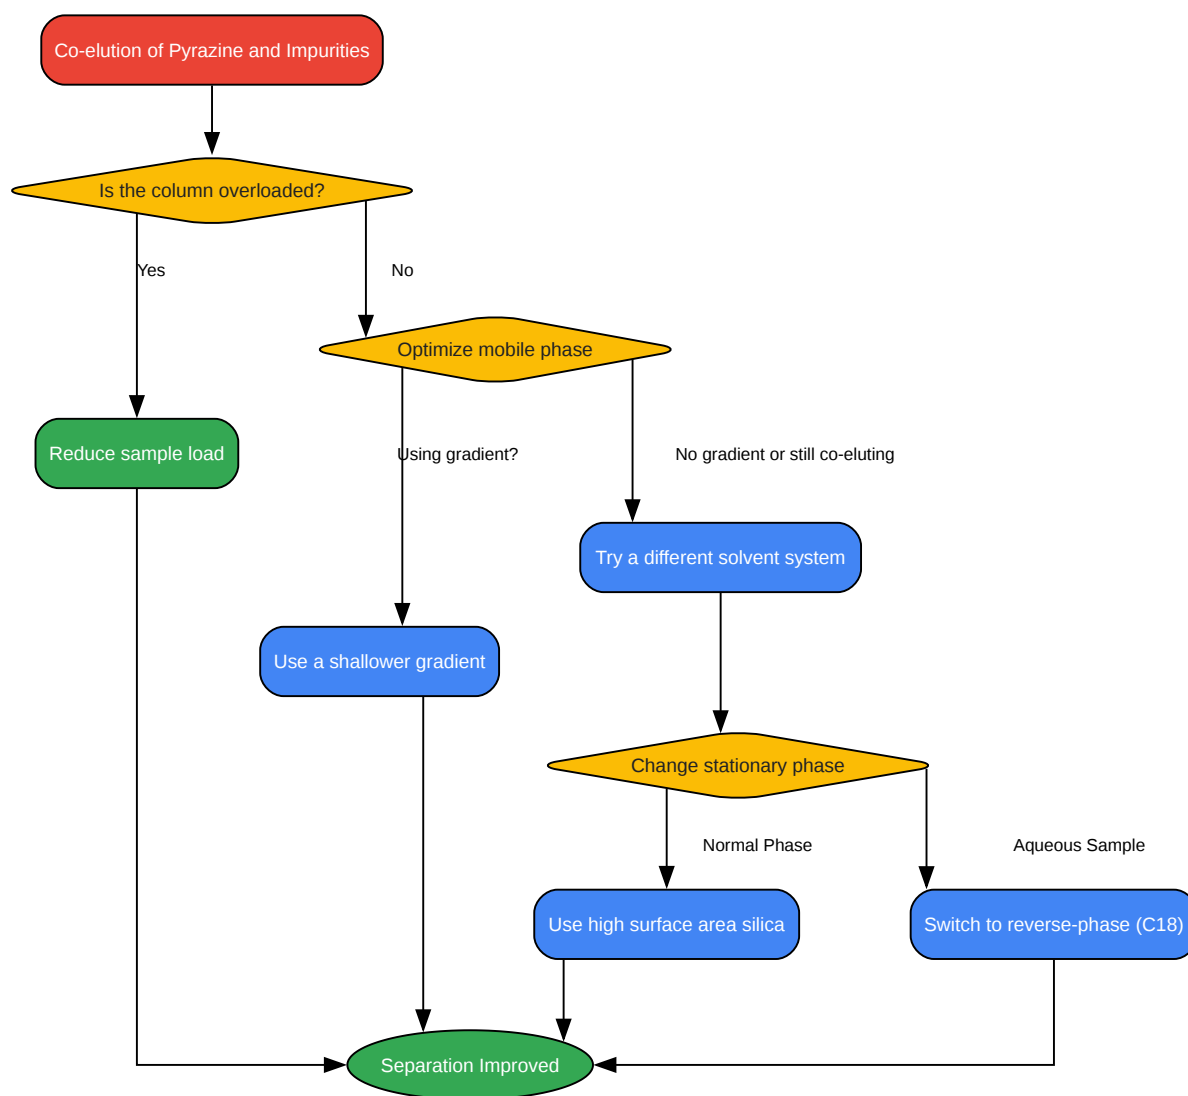 Co-elution of Pyrazine and Impurities
Is the column overloaded?
Yes
No
Optimize mobile phase
Reduce sample load
Using gradient?
No gradient or still co-eluting
Try a different solvent system
Use a shallower gradient
Change stationary phase
Normal Phase
Aqueous Sample
Use high surface area silica
Switch to reverse-phase (C18)
Separation Improved